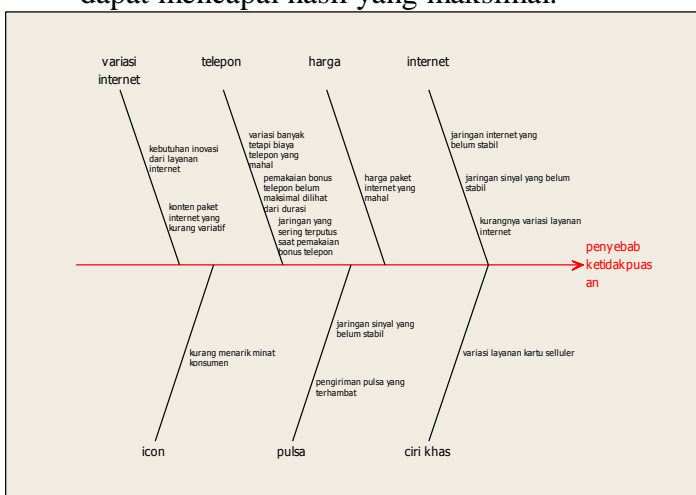 dapat mencapai hasil yang maksimal.
variasi
internet
telepon
harga
internet
kebutuhan inovasi
dari layanan
internet
konten paket
internet yang
kurang variatif
variasi banyak
tetapi biaya
telepon yang
mahal
pemakaian bonus
telepon belum
maksimal dilihat
dari durasi
jaringan yang
sering terputus
saat pemakaian
bonus telepon
harga paket
internet yang
mahal
jaringan internet yang
belum stabil
jaringan sinyal yang belum
stabil
kurangnya variasi layanan
internet
penyebab
ketidakpuas
an
kurang menarik minat
konsumen
jaringan sinyal yang
belum stabil
pengiriman pulsa yang
terhambat
variasi layanan kartu selluler
icon
pulsa
ciri khas